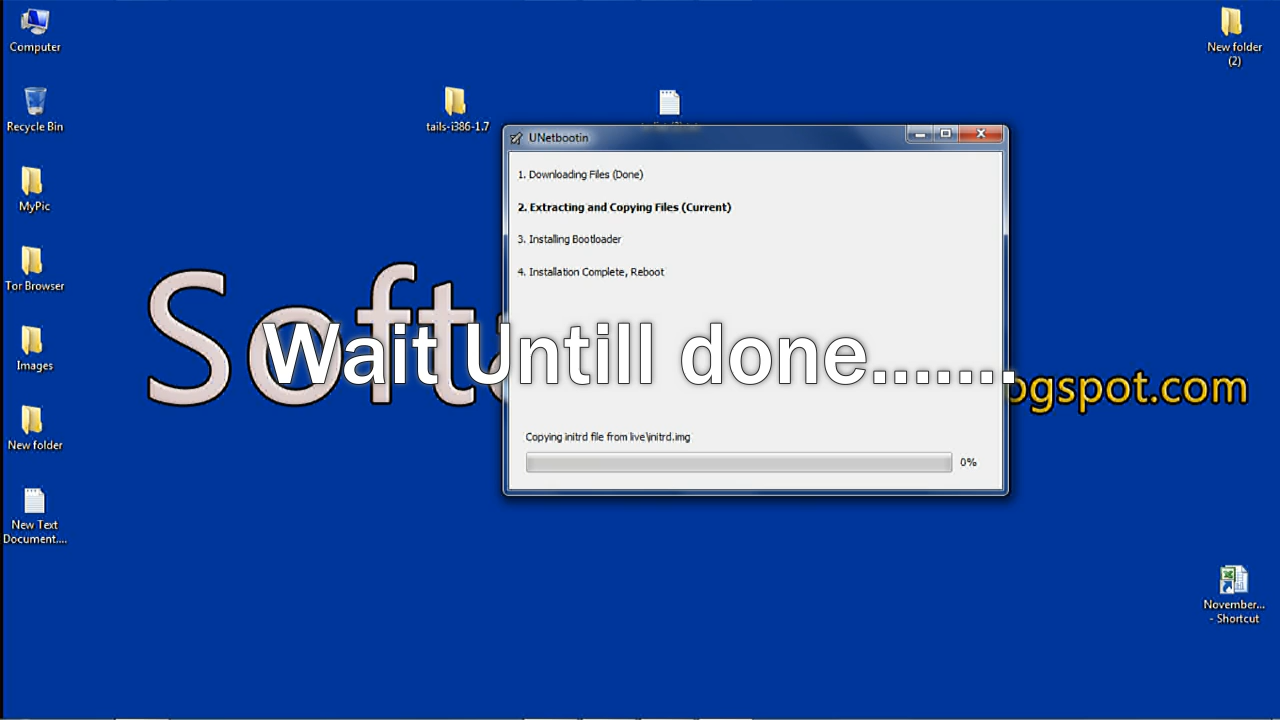 Computer
New folder
(2)
Recycle Bin
tails-i386-1.7
UNetbootin
1. Downloading Files (Done)
MyPic
2. Extracting and Copying Files (Current)
3. Installing Bootloader
4. Installation Complete, Reboot
Tor Browser
Soft
Wait Untill done.......
ogspot.com
Images
New folder
Copying initrd file from live\initrd.img
0%
New Text
Document....
November...
- Shortcut